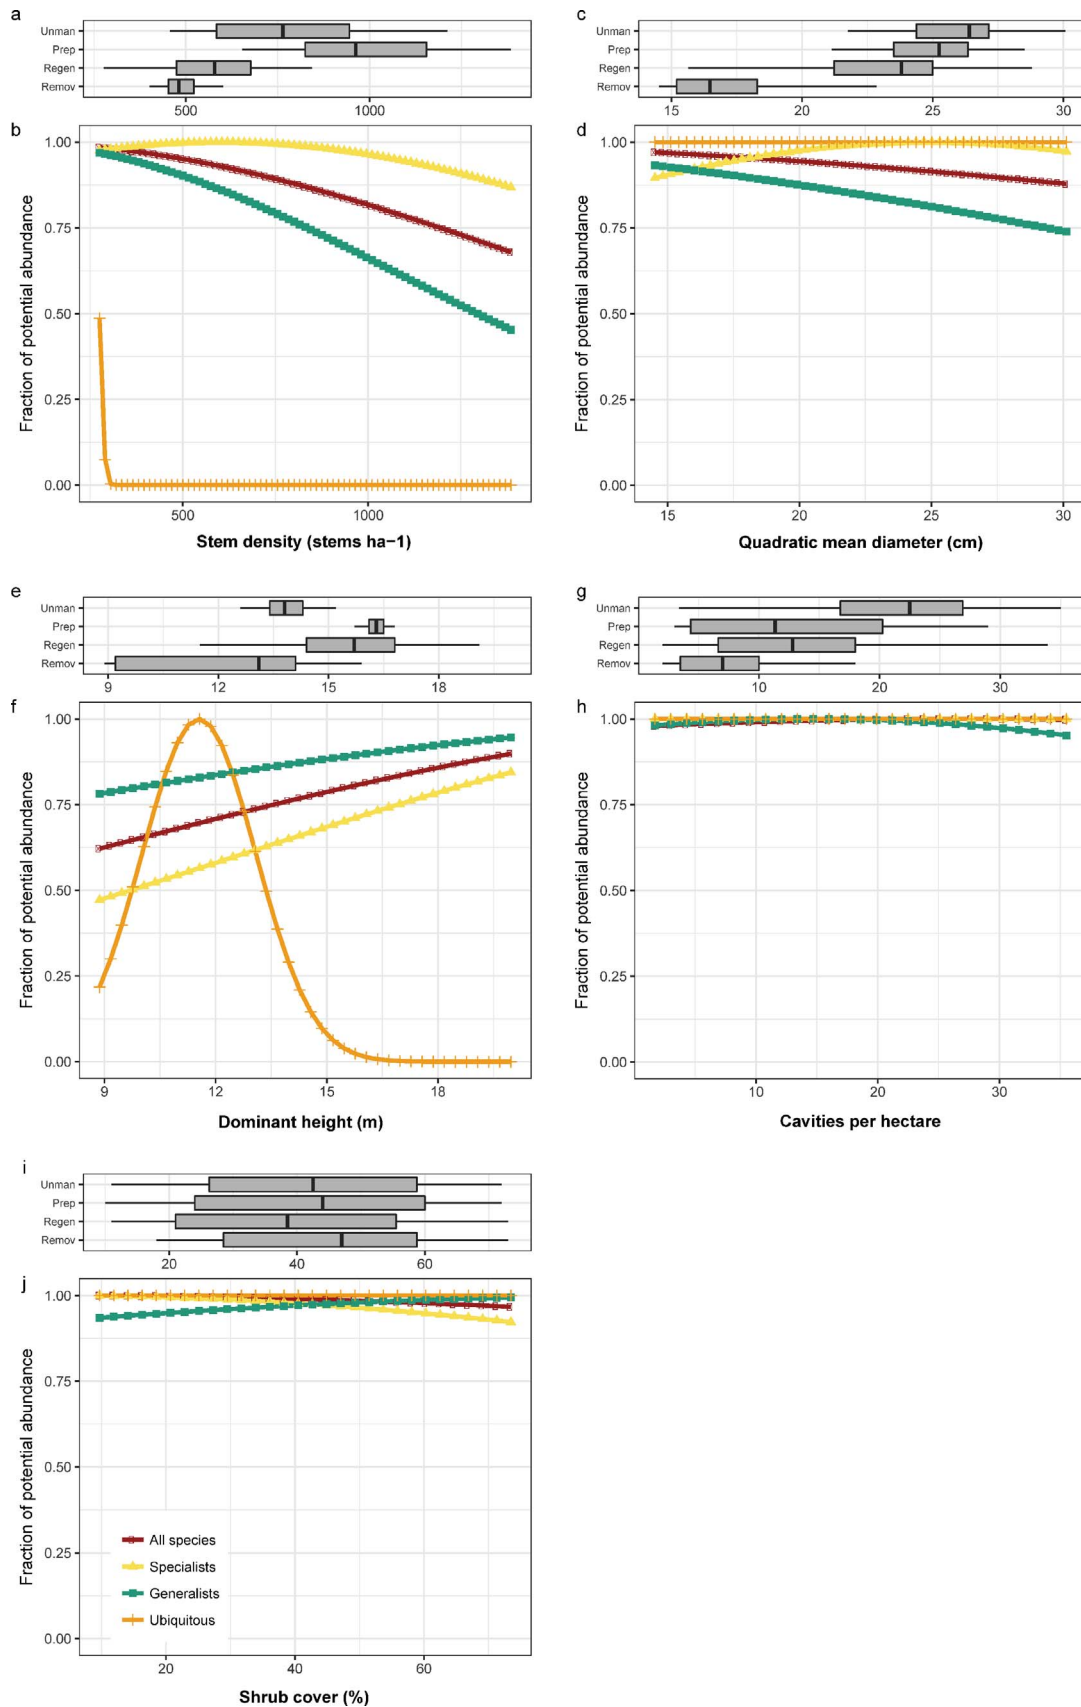 a
Unman
Prep
Regen
Remov
500 1000
b
1.00
0.75
0.50
0.25
0.00
Fraction of potential abundance
500 1000
Stem density (stems ha−1)
c
Unman
Prep
Regen
Remov
15 20 25 30
d
1.00
0.75
0.50
0.25
0.00
Fraction of potential abundance
15 20 25 30
Quadratic mean diameter (cm)
e
Unman
Prep
Regen
Remov
9 12 15 18
f
1.00
0.75
0.50
0.25
0.00
Fraction of potential abundance
9 12 15 18
Dominant height (m)
g
Unman
Prep
Regen
Remov
10 20 30
h
1.00
0.75
0.50
0.25
0.00
Fraction of potential abundance
10 20 30
Cavities per hectare
i
Unman
Prep
Regen
Remov
20 40 60
j
1.00
0.75
0.50
0.25
0.00
Fraction of potential abundance
All species
Specialists
Generalists
Ubiquitous
20 40 60
Shrub cover (%)